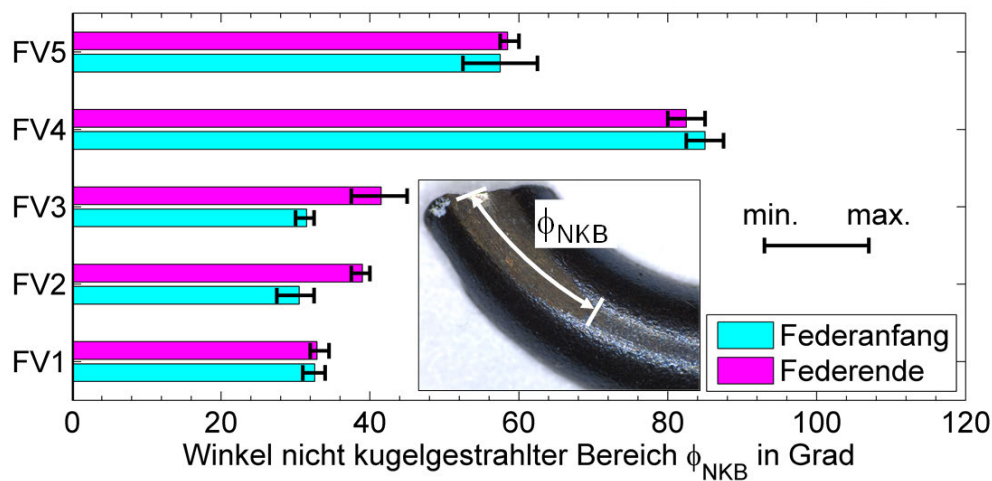 FV5
FV4
FV3
FV2
FV1
ϕNKB
min. max.
Federanfang
Federende
0 20 40 60 80 100 120
Winkel nicht kugelgestrahlter Bereich ϕNKB in Grad